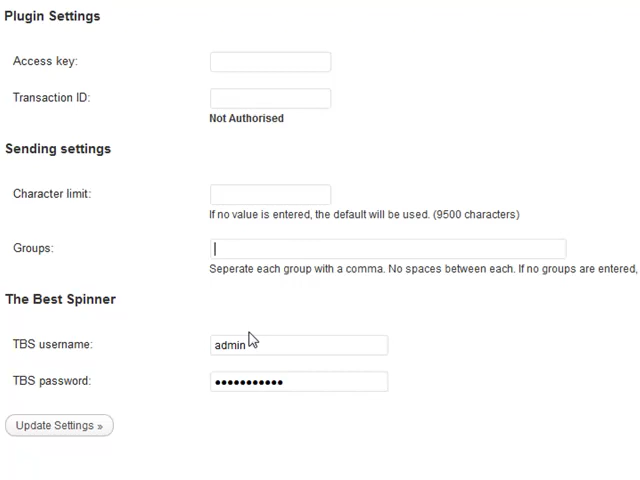 Plugin Settings
Access key:
Transaction ID:
Not Authorised
Sending settings
Character limit:
If no value is entered, the default will be used. (9500 characters)
Groups:
Seperate each group with a comma. No spaces between each. If no groups are entered,
The Best Spinner
TBS username: admin
TBS password: •••••••••••
Update Settings »